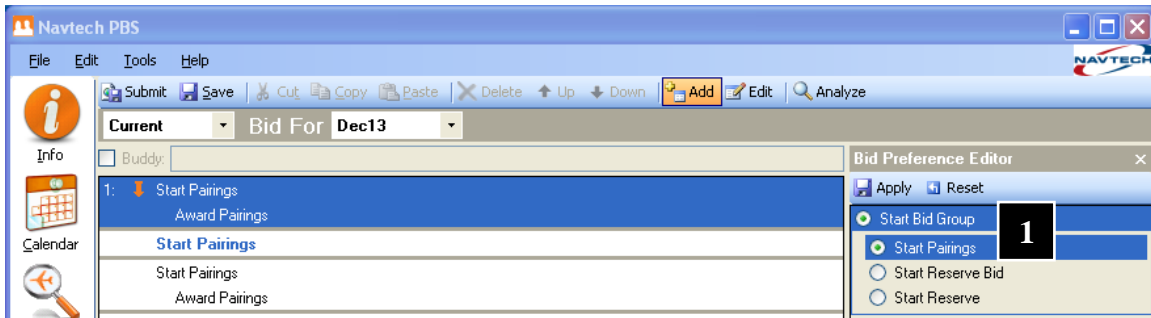 Navtech PBS
File Edit Tools Help
NAVTECH
Submit Save Cut Copy Paste Delete Up Down Add Edit Analyze
Current Bid For Dec13
Info
Buddy:
Bid Preference Editor
Apply Reset
1: Start Pairings
Award Pairings
Start Bid Group
1
Calendar
Start Pairings
Start Pairings
Start Pairings
Award Pairings
Start Reserve Bid
Start Reserve